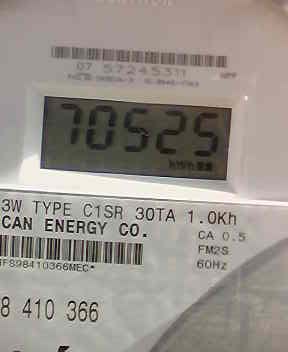 07 57245311
70525
3W TYPE C1SR 30TA 1.0Kh
CAN ENERGY CO.
CA 0.5
FM2S
60Hz
IFS98410366MEC*
8 410 366